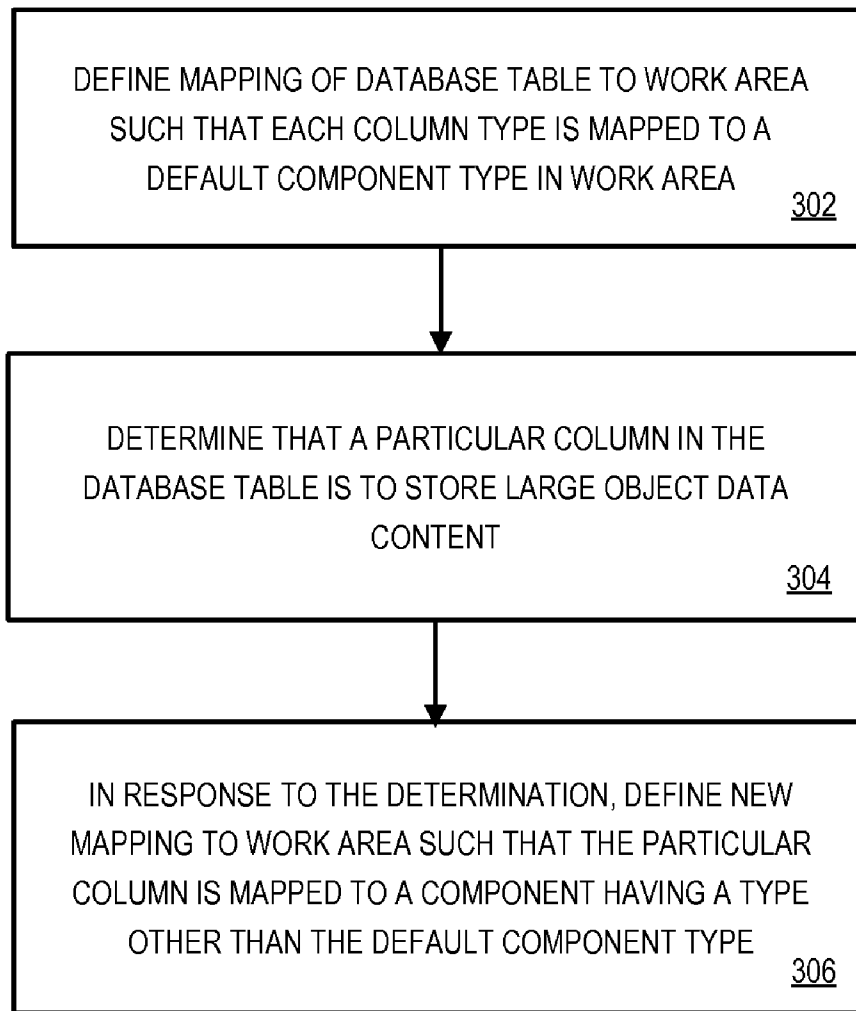 DEFINE MAPPING OF DATABASE TABLE TO WORK AREA
SUCH THAT EACH COLUMN TYPE IS MAPPED TO A
DEFAULT COMPONENT TYPE IN WORK AREA
302
DETERMINE THAT A PARTICULAR COLUMN IN THE
DATABASE TABLE IS TO STORE LARGE OBJECT DATA
CONTENT
304
IN RESPONSE TO THE DETERMINATION, DEFINE NEW
MAPPING TO WORK AREA SUCH THAT THE PARTICULAR
COLUMN IS MAPPED TO A COMPONENT HAVING A TYPE
OTHER THAN THE DEFAULT COMPONENT TYPE
306